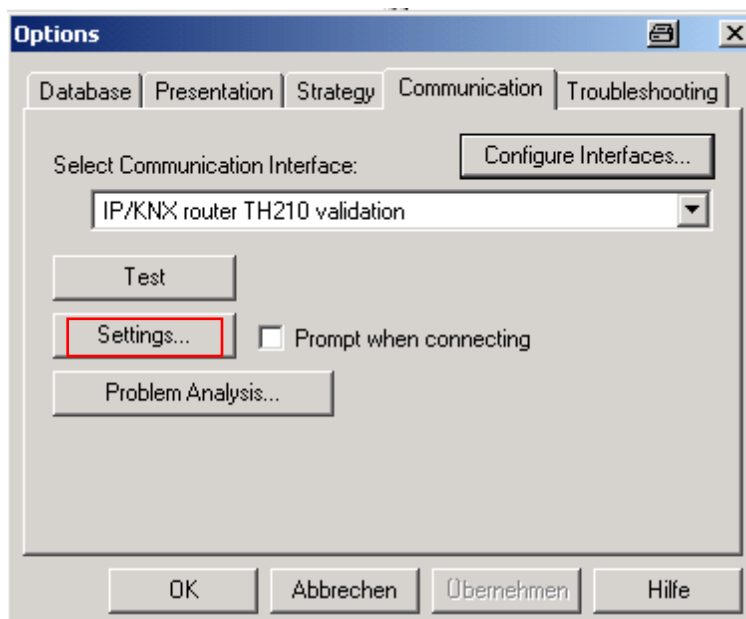 Options
Database Presentation Strategy Communication Troubleshooting
Select Communication Interface: Configure Interfaces...
IP/KNX router TH210 validation
Test
Settings... Prompt when connecting
Problem Analysis...
OK Abbrechen Übernehmen Hilfe